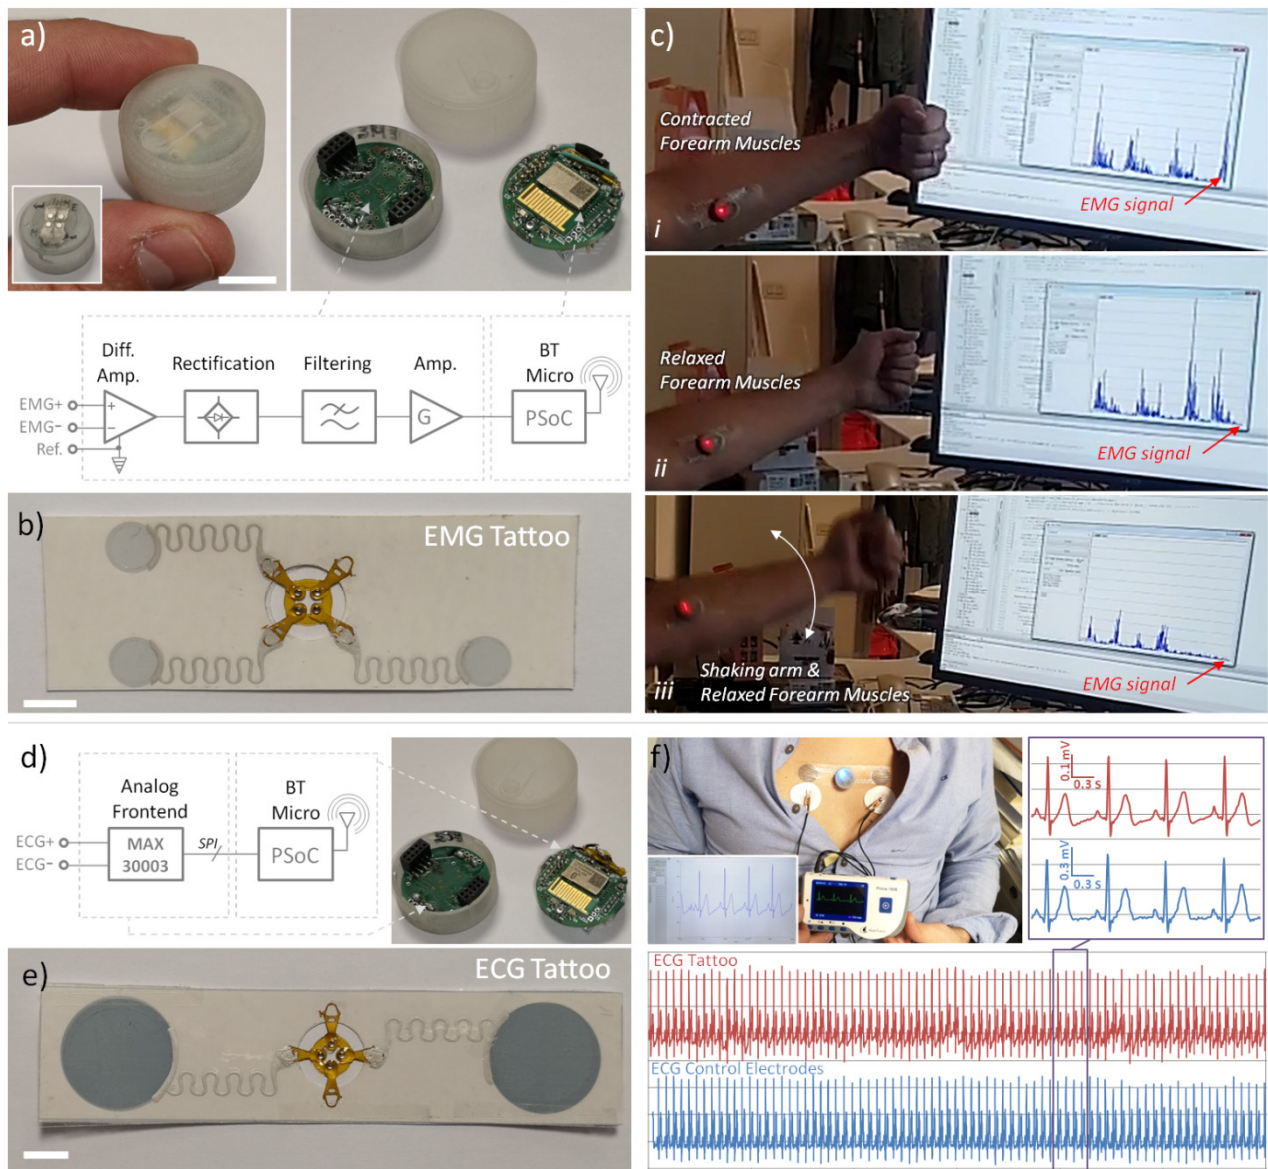 a)
3M3
Diff.
Amp.
Rectification
Filtering
Amp.
BT
Micro
EMG+
EMG−
Ref.
+
−
G
PSoC
b)
EMG Tattoo
c)
Contracted
Forearm Muscles
EMG signal
i
Relaxed
Forearm Muscles
EMG signal
ii
Shaking arm &
Relaxed Forearm Muscles
EMG signal
iii
d)
Analog
Frontend
BT
Micro
ECG+
ECG−
MAX
30003
SPI
PSoC
e)
ECG Tattoo
f)
0.1 mV
0.3 s
0.3 mV
0.3 s
ECG Tattoo
ECG Control Electrodes